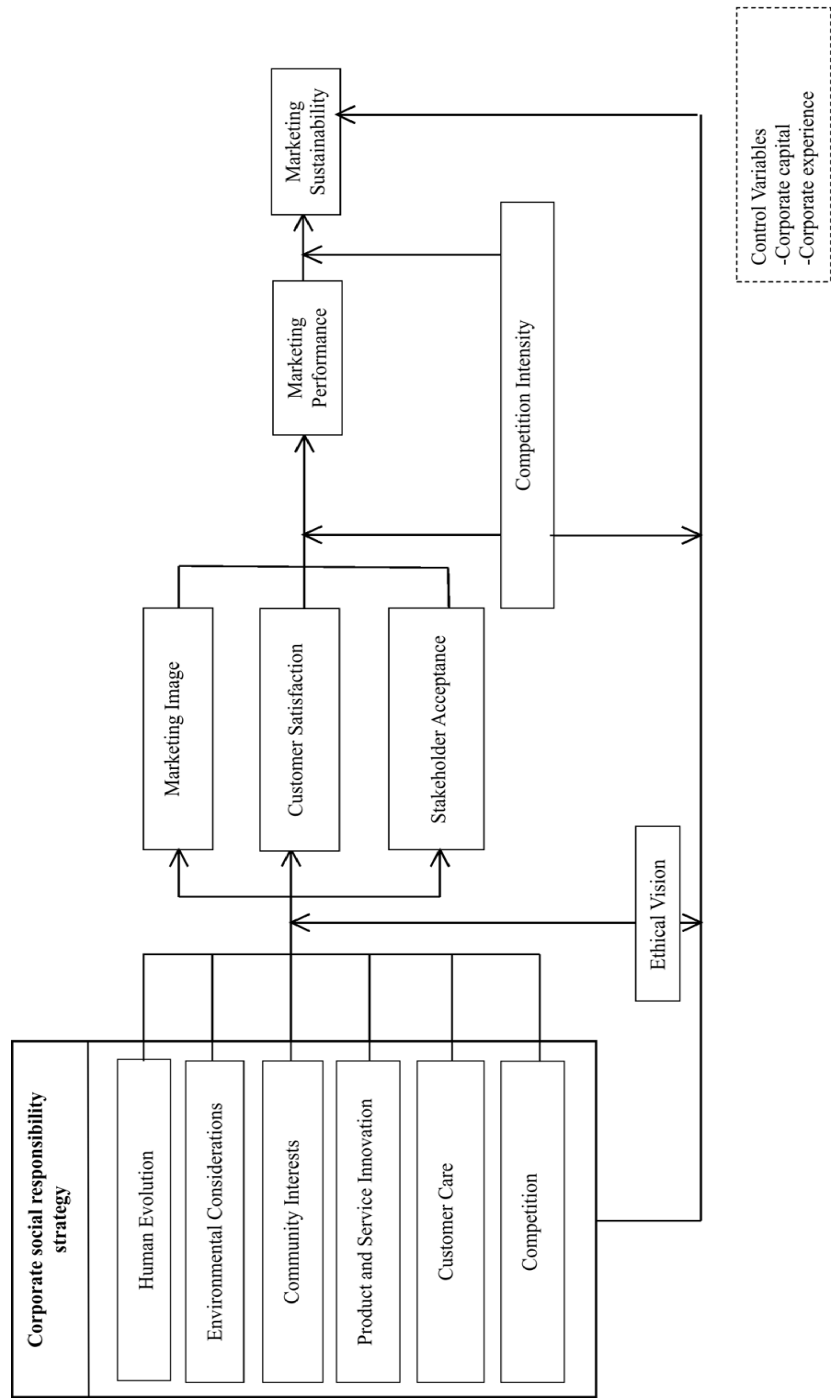 Corporate social responsibility
strategy
Human Evolution
Environmental Considerations
Community Interests
Product and Service Innovation
Customer Care
Competition
Marketing Image
Customer Satisfaction
Stakeholder Acceptance
Ethical Vision
Marketing
Performance
Competition Intensity
Marketing
Sustainability
Control Variables
-Corporate capital
-Corporate experience